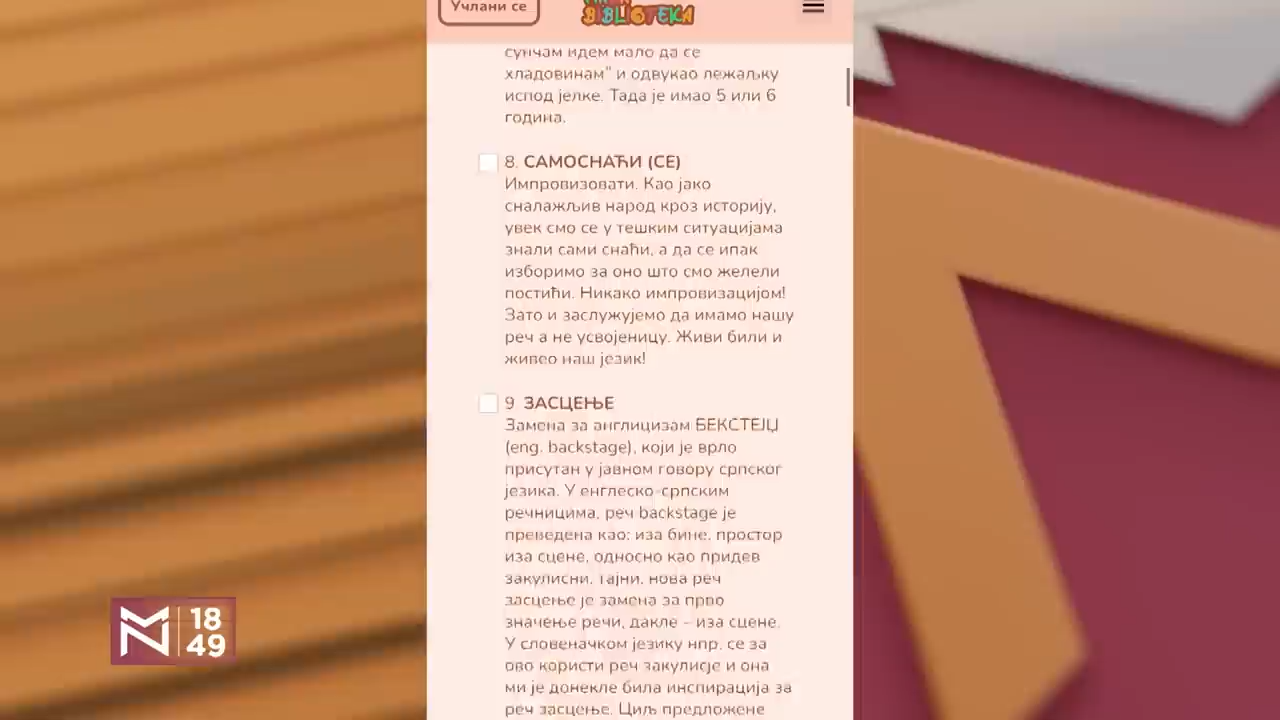 Учлани се
BIBLIOTEKA
сунчам идем мало да се
хладовинам“ и одвукао лежаљку
испод јелке. Тада је имао 5 или 6
година.
8. САМОСНАЋИ (СЕ)
Импровизовати. Као јако
сналажљив народ кроз историју,
увек смо се у тешким ситуацијама
знали сами снаћи, а да се ипак
изборимо за оно што смо желели
постићи. Никако импровизацијом!
Зато и заслужујемо да имамо нашу
реч а не усвојеницу. Живи били и
живео наш језик!
9 ЗАСЦЕЊЕ
Замена за англицизам БЕКСТЕЈЏ
(eng. backstage), који је врло
присутан у јавном говору српског
језика. У енглеско-српским
речницима, реч backstage је
преведена као: иза бине, простор
иза сцене, односно као придев
закулисни, тајни, нова реч
засцење је замена за прво
значење речи, дакле – иза сцене.
У словеначком језику нпр. се за
ово користи реч закулисје и она
ми је донекле била инспирација за
реч засцење. Циљ предложене
18
49